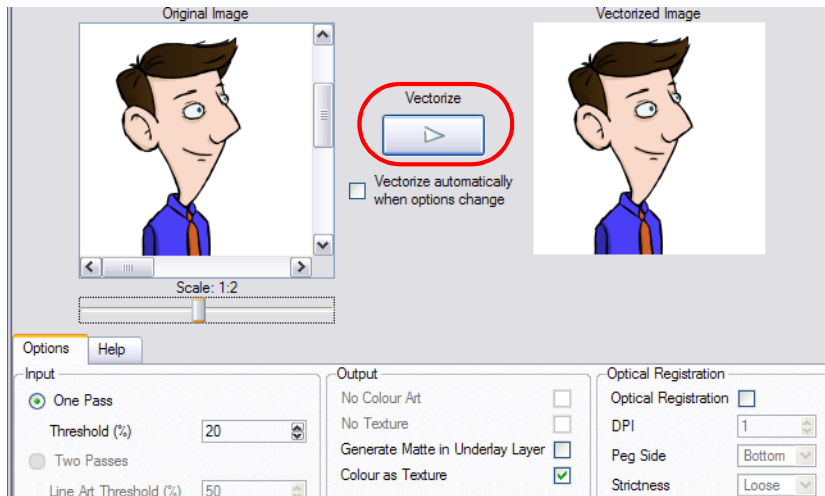 Original Image
Vectorized Image
Vectorize
Vectorize automatically
when options change
Scale: 1:2
Options
Help
Input
One Pass
Threshold (%)
20
Two Passes
Line Art Threshold (%)
50
Output
No Colour Art
No Texture
Generate Matte in Underlay Layer
Colour as Texture
Optical Registration
Optical Registration
DPI
1
Peg Side
Bottom
Strictness
Loose